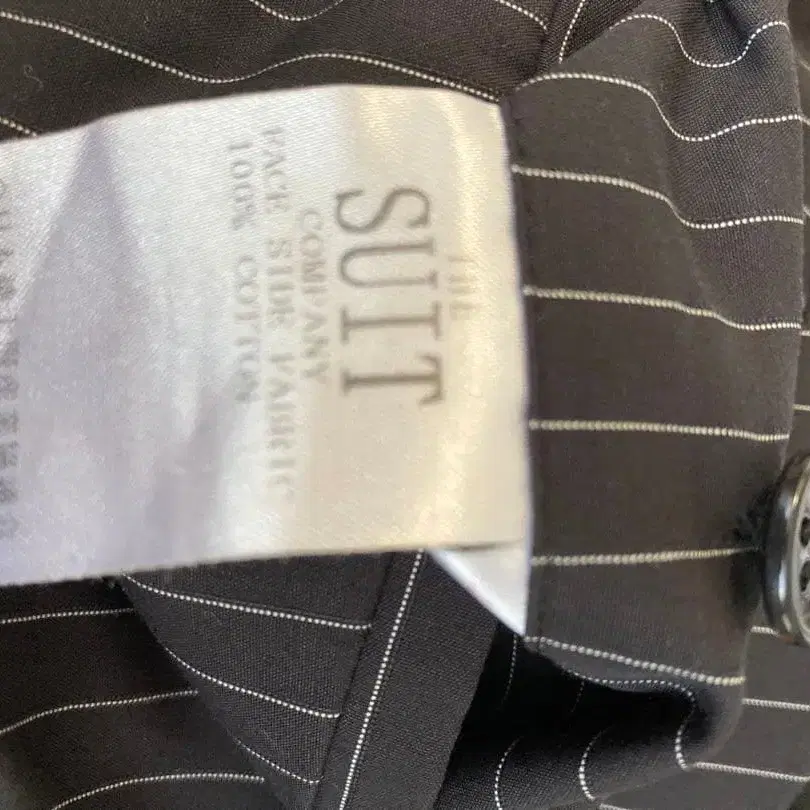 THE
SUIT
COMPANY
FACE SIDE FABRIC
100% COTTON